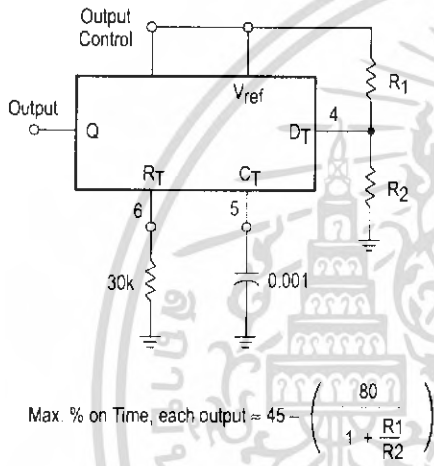 Output
Control
Output
Q
Vref
R1
4
DT
RT
CT
R2
6
5
30k
0.001
Max. % on Time, each output ≈ 45 – ( 80 / 1 + R1/R2 )